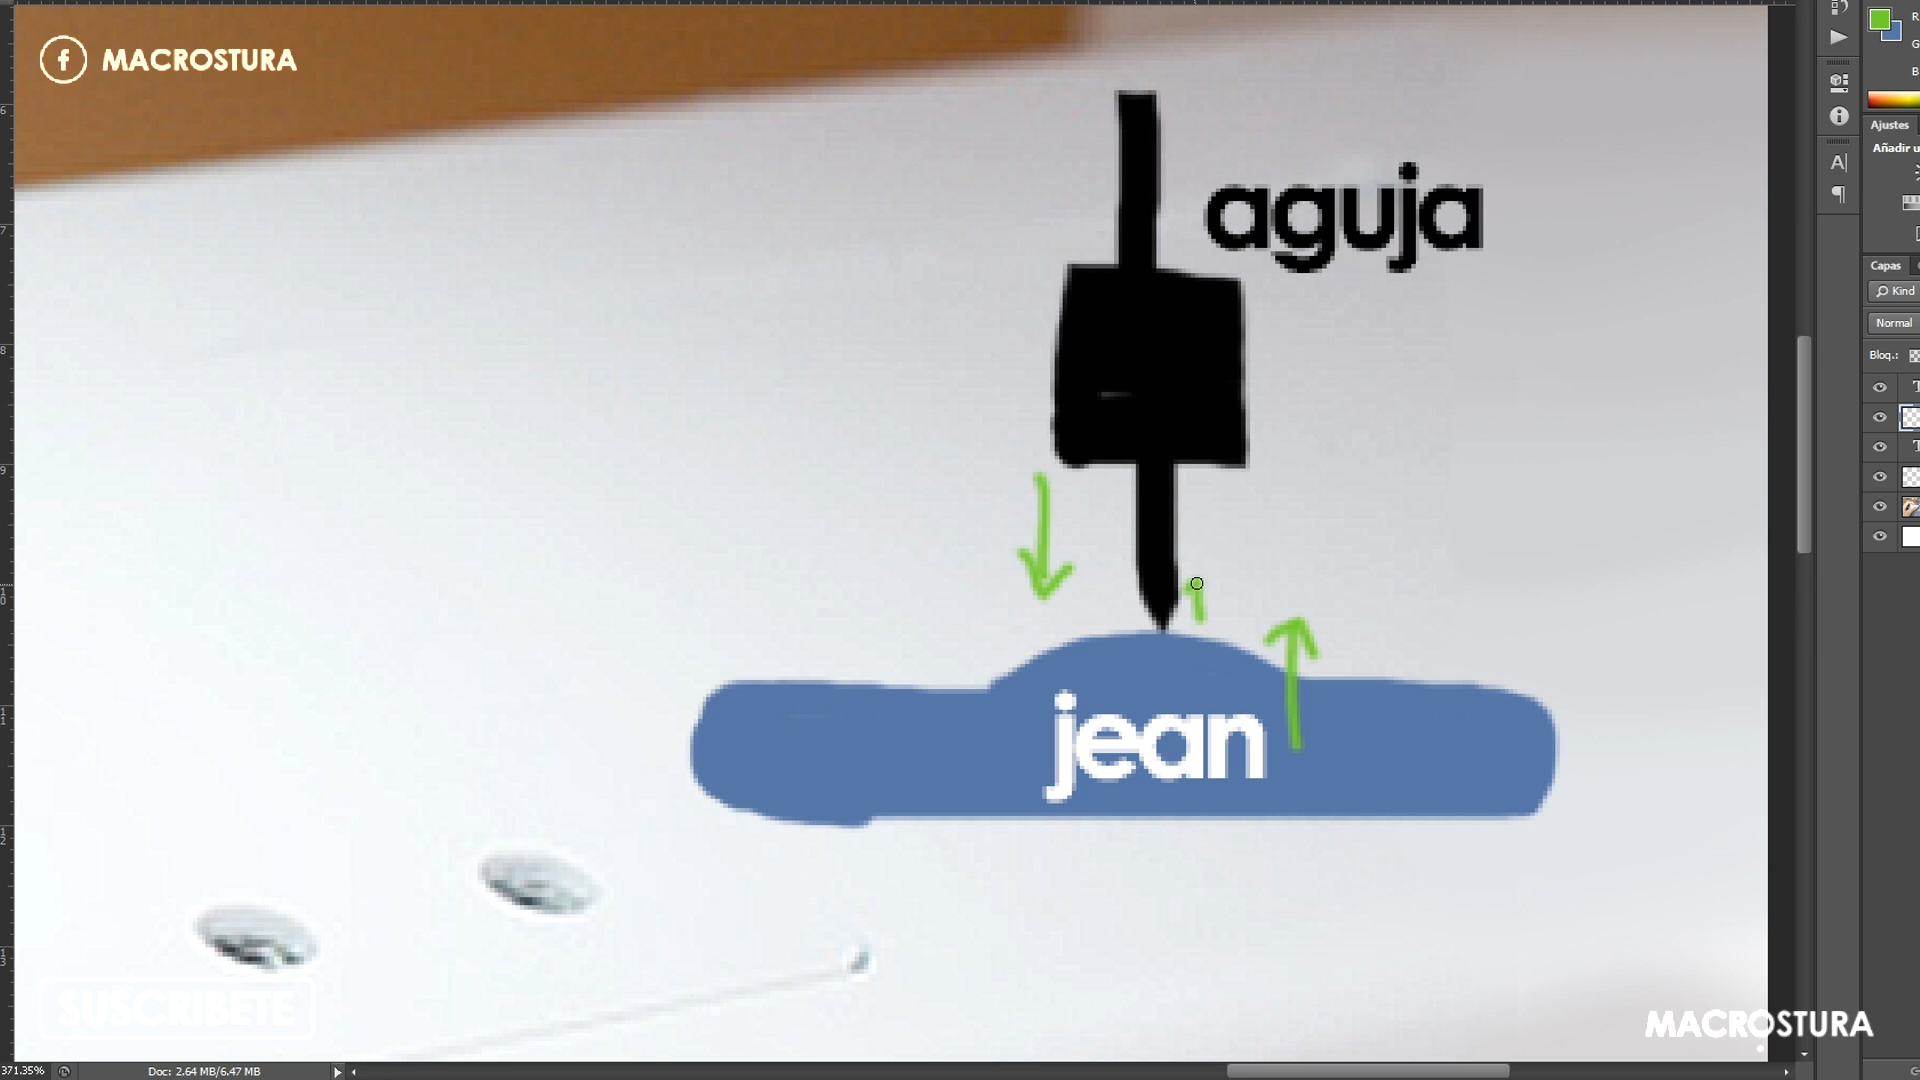 MACROSTURA
aguja
jean
SUSCRIBETE
MACROSTURA
Ajustes
Añadir u
Capas
Kind
Normal
Bloq.:
371.35%
Doc: 2.64 MB/6.47 MB